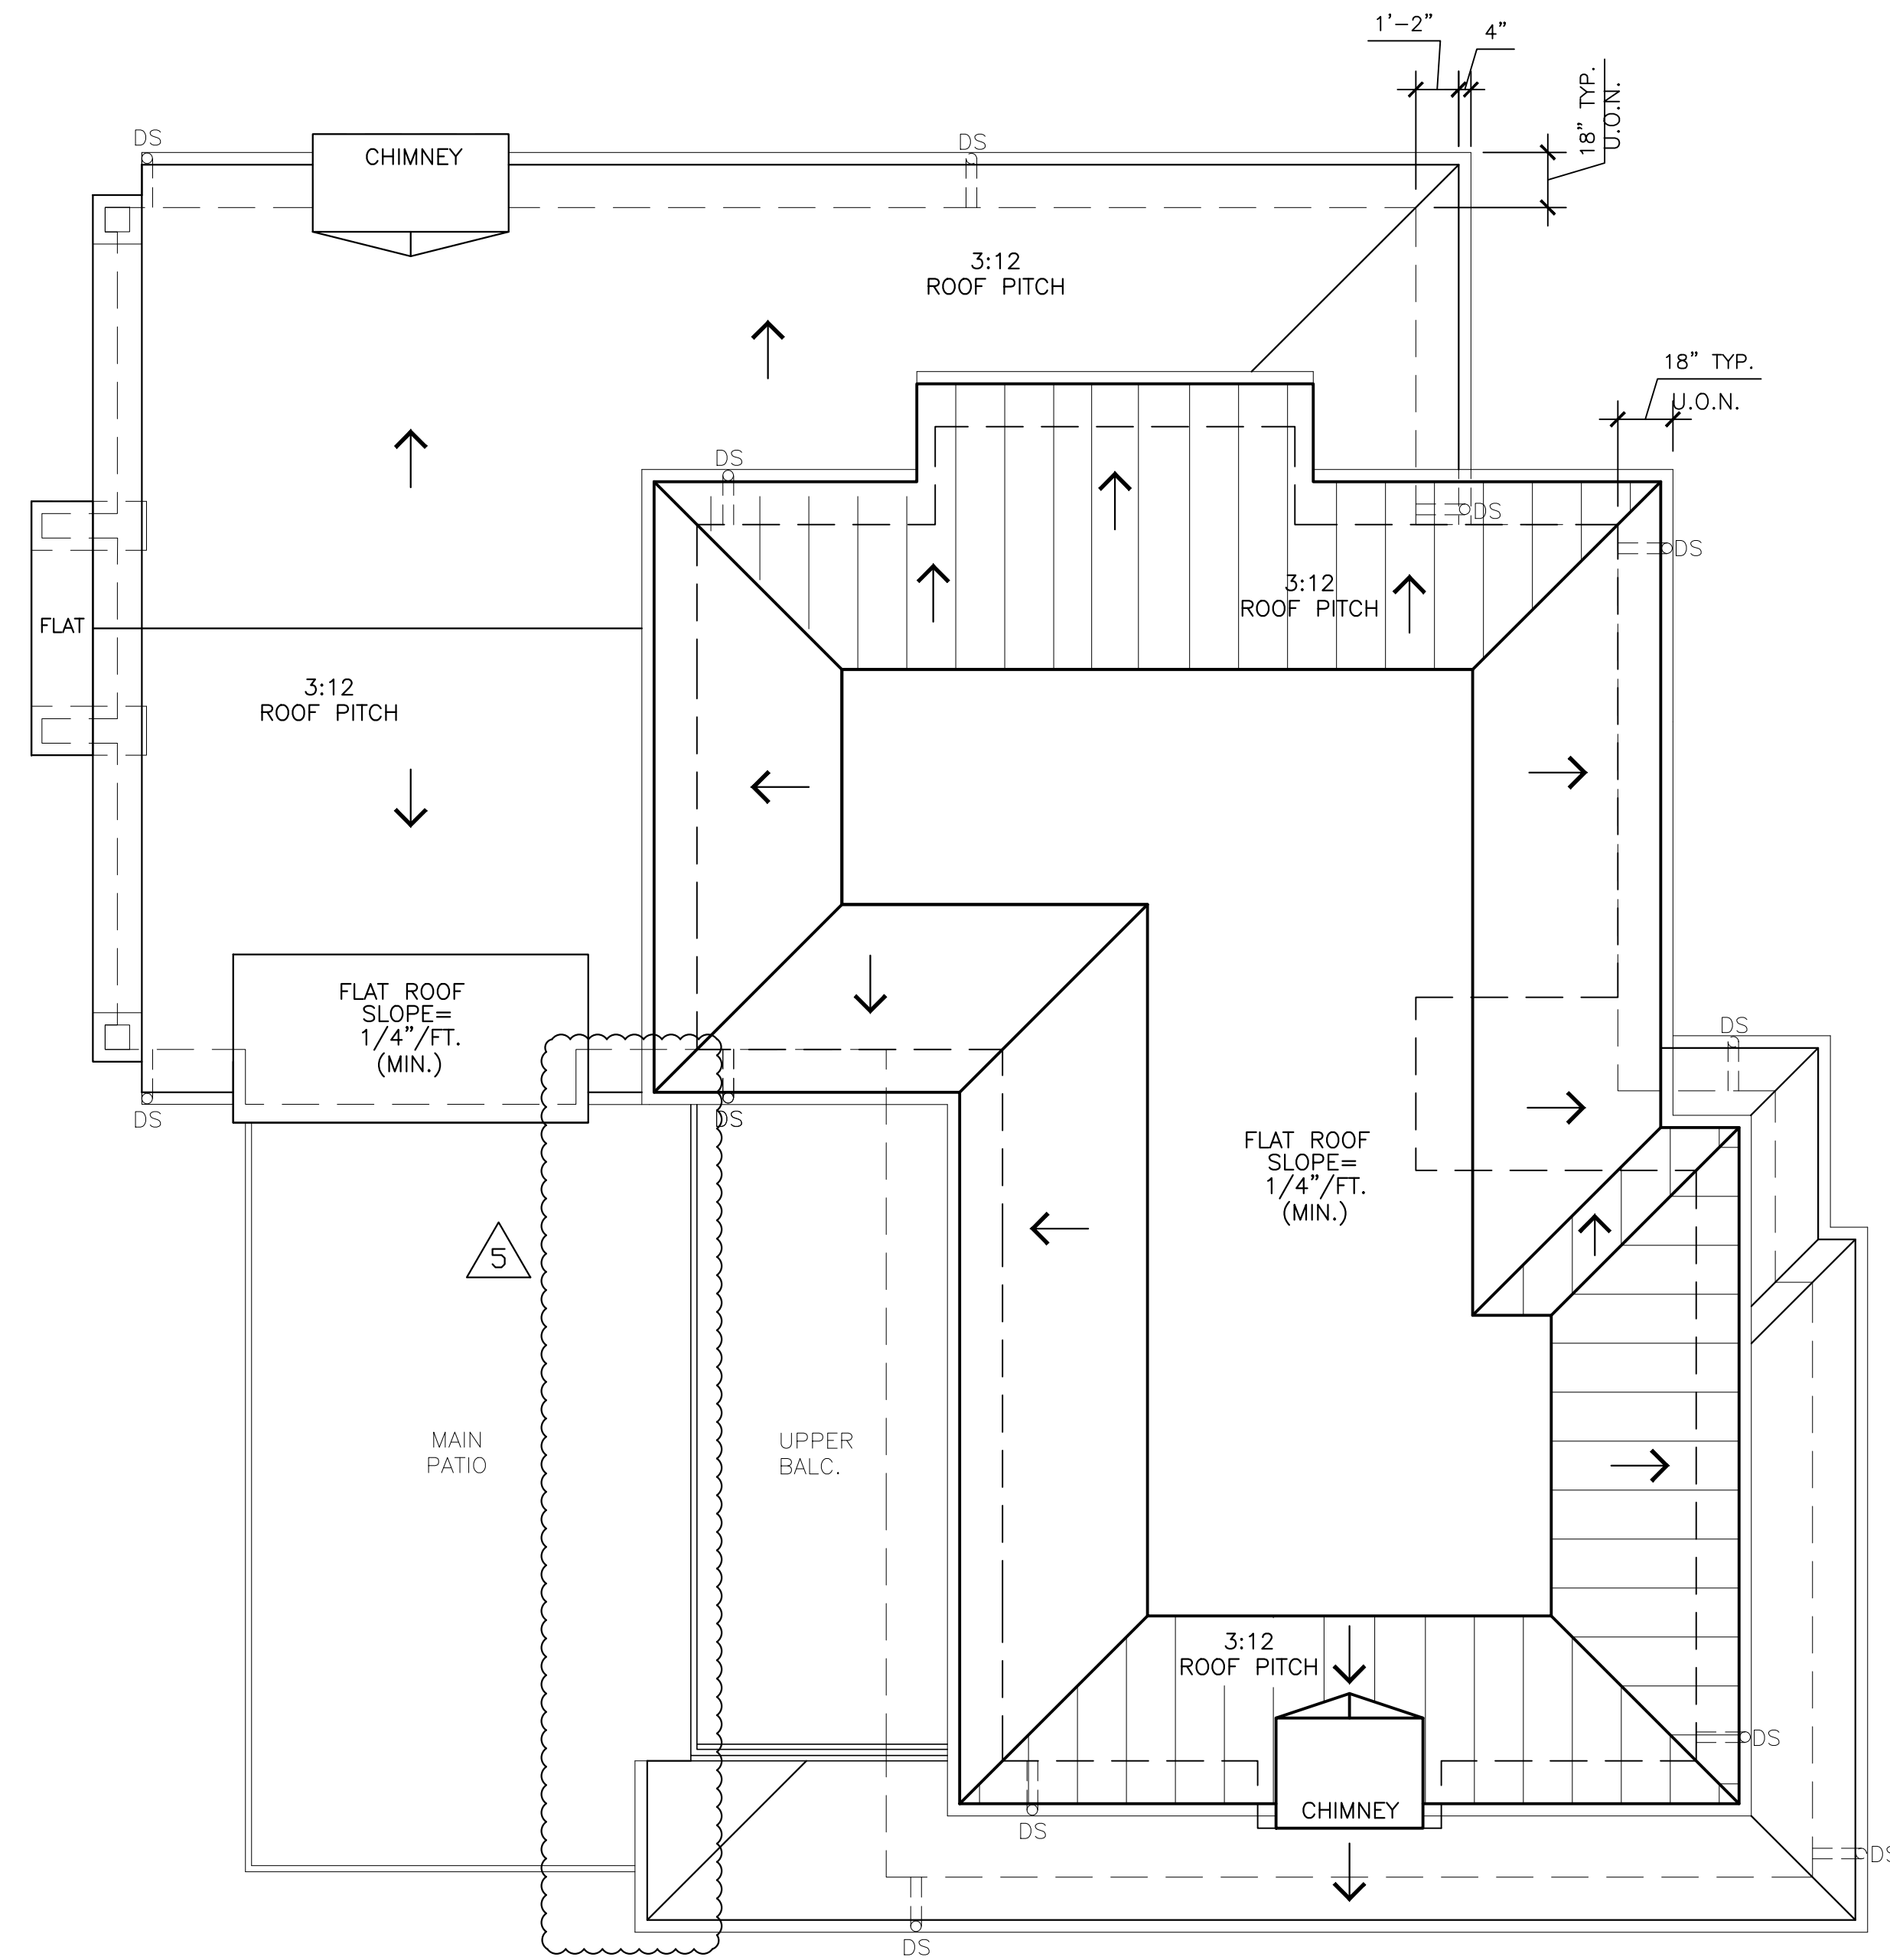 1'-2"
4"
18" TYP.
U.O.N.
DS
CHIMNEY
DS
3:12
ROOF PITCH
18" TYP.
U.O.N.
DS
DS
DS
3:12
ROOF PITCH
FLAT
3:12
ROOF PITCH
FLAT ROOF
SLOPE=
1/4"/FT.
(MIN.)
DS
DS
DS
FLAT ROOF
SLOPE=
1/4"/FT.
(MIN.)
5
MAIN
PATIO
UPPER
BALC.
3:12
ROOF PITCH
DS
CHIMNEY
DS
DS
DS